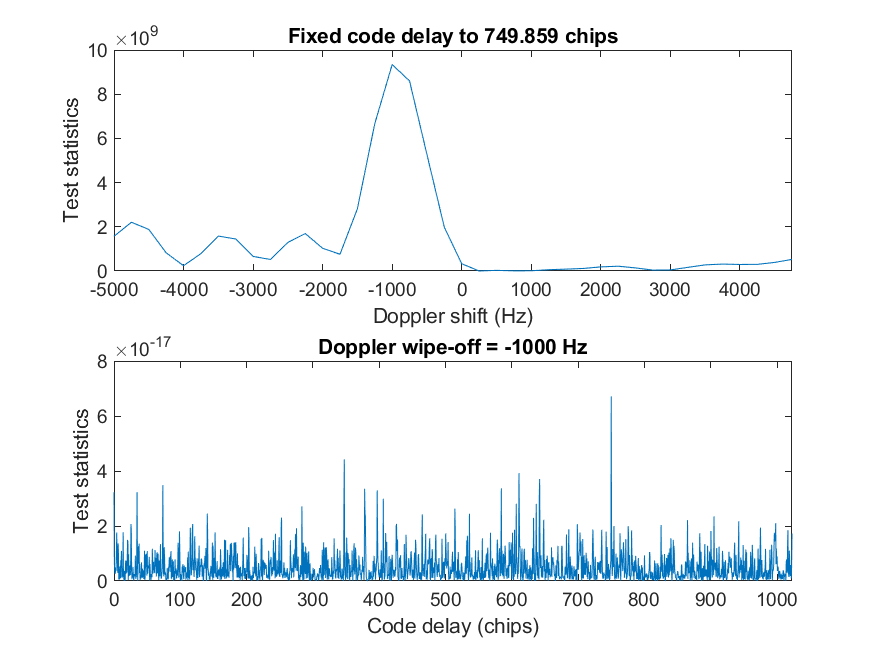 ×10^9
Fixed code delay to 749.859 chips
10
8
6
4
2
0
Test statistics
-5000 -4000 -3000 -2000 -1000 0 1000 2000 3000 4000
Doppler shift (Hz)
×10^-17
Doppler wipe-off = -1000 Hz
8
6
4
2
0
Test statistics
0 100 200 300 400 500 600 700 800 900 1000
Code delay (chips)